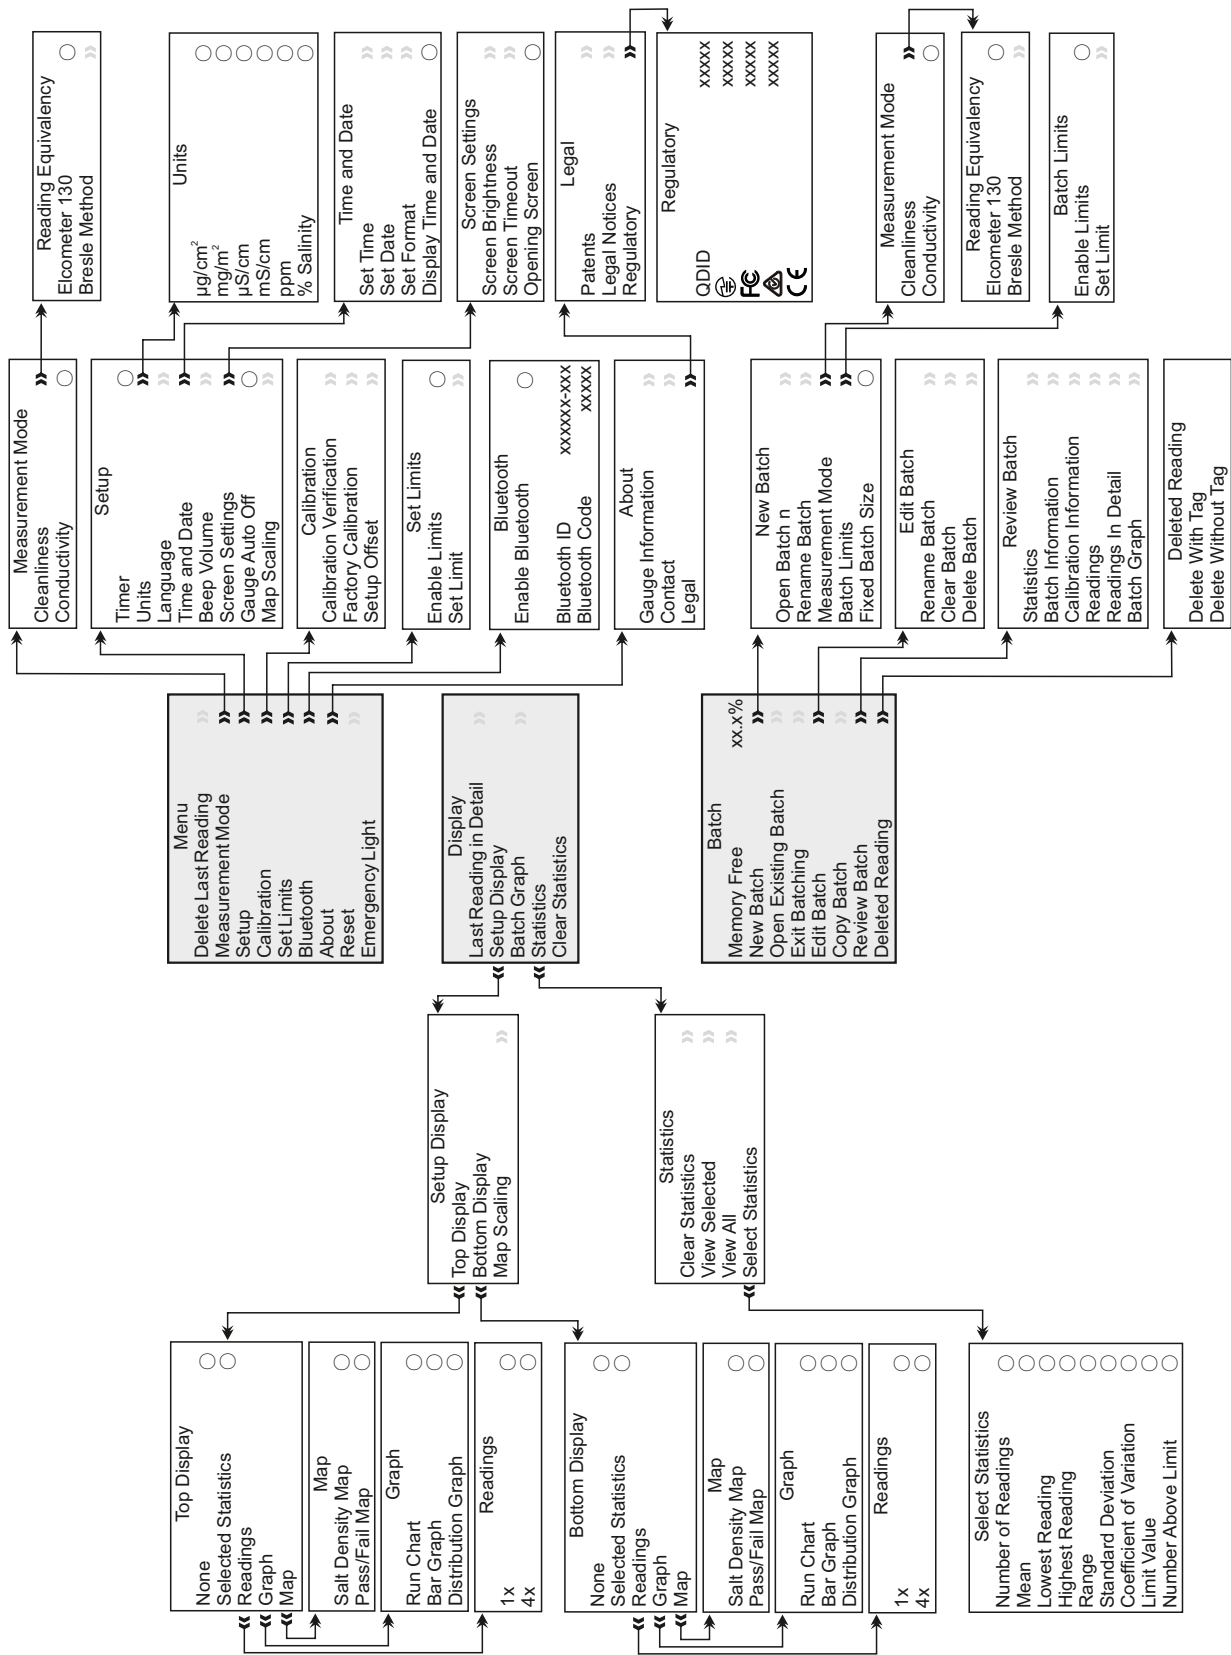 Menu
Delete Last Reading
Measurement Mode
Setup
Calibration
Set Limits
Bluetooth
About
Reset
Emergency Light
Measurement Mode
Cleanliness
Conductivity
Reading Equivalency
Elcometer 130
Bresle Method
Setup
Timer
Units
Language
Time and Date
Beep Volume
Screen Settings
Gauge Auto Off
Map Scaling
Units
µg/cm²
mg/m²
µS/cm
mS/cm
ppm
% Salinity
Time and Date
Set Time
Set Date
Set Format
Display Time and Date
Screen Settings
Screen Brightness
Screen Timeout
Opening Screen
Calibration
Calibration Verification
Factory Calibration
Setup Offset
Set Limits
Enable Limits
Set Limit
Bluetooth
Enable Bluetooth
Bluetooth ID xxxxxx-xxx
Bluetooth Code xxxxx
About
Gauge Information
Contact
Legal
Legal
Patents
Legal Notices
Regulatory
Regulatory
QDID xxxxx
xxxxx
FC xxxxx
xxxxx
CE
Display
Last Reading in Detail
Setup Display
Batch Graph
Statistics
Clear Statistics
Setup Display
Top Display
Bottom Display
Map Scaling
Top Display
None
Selected Statistics
Readings
Graph
Map
Map
Salt Density Map
Pass/Fail Map
Graph
Run Chart
Bar Graph
Distribution Graph
Readings
1x
4x
Bottom Display
None
Selected Statistics
Readings
Graph
Map
Map
Salt Density Map
Pass/Fail Map
Graph
Run Chart
Bar Graph
Distribution Graph
Readings
1x
4x
Statistics
Clear Statistics
View Selected
View All
Select Statistics
Select Statistics
Number of Readings
Mean
Lowest Reading
Highest Reading
Range
Standard Deviation
Coefficient of Variation
Limit Value
Number Above Limit
Batch
Memory Free xx.x%
New Batch
Open Existing Batch
Exit Batching
Edit Batch
Copy Batch
Review Batch
Deleted Reading
New Batch
Open Batch n
Rename Batch
Measurement Mode
Batch Limits
Fixed Batch Size
Measurement Mode
Cleanliness
Conductivity
Reading Equivalency
Elcometer 130
Bresle Method
Batch Limits
Enable Limits
Set Limit
Edit Batch
Rename Batch
Clear Batch
Delete Batch
Review Batch
Statistics
Batch Information
Calibration Information
Readings
Readings In Detail
Batch Graph
Deleted Reading
Delete With Tag
Delete Without Tag